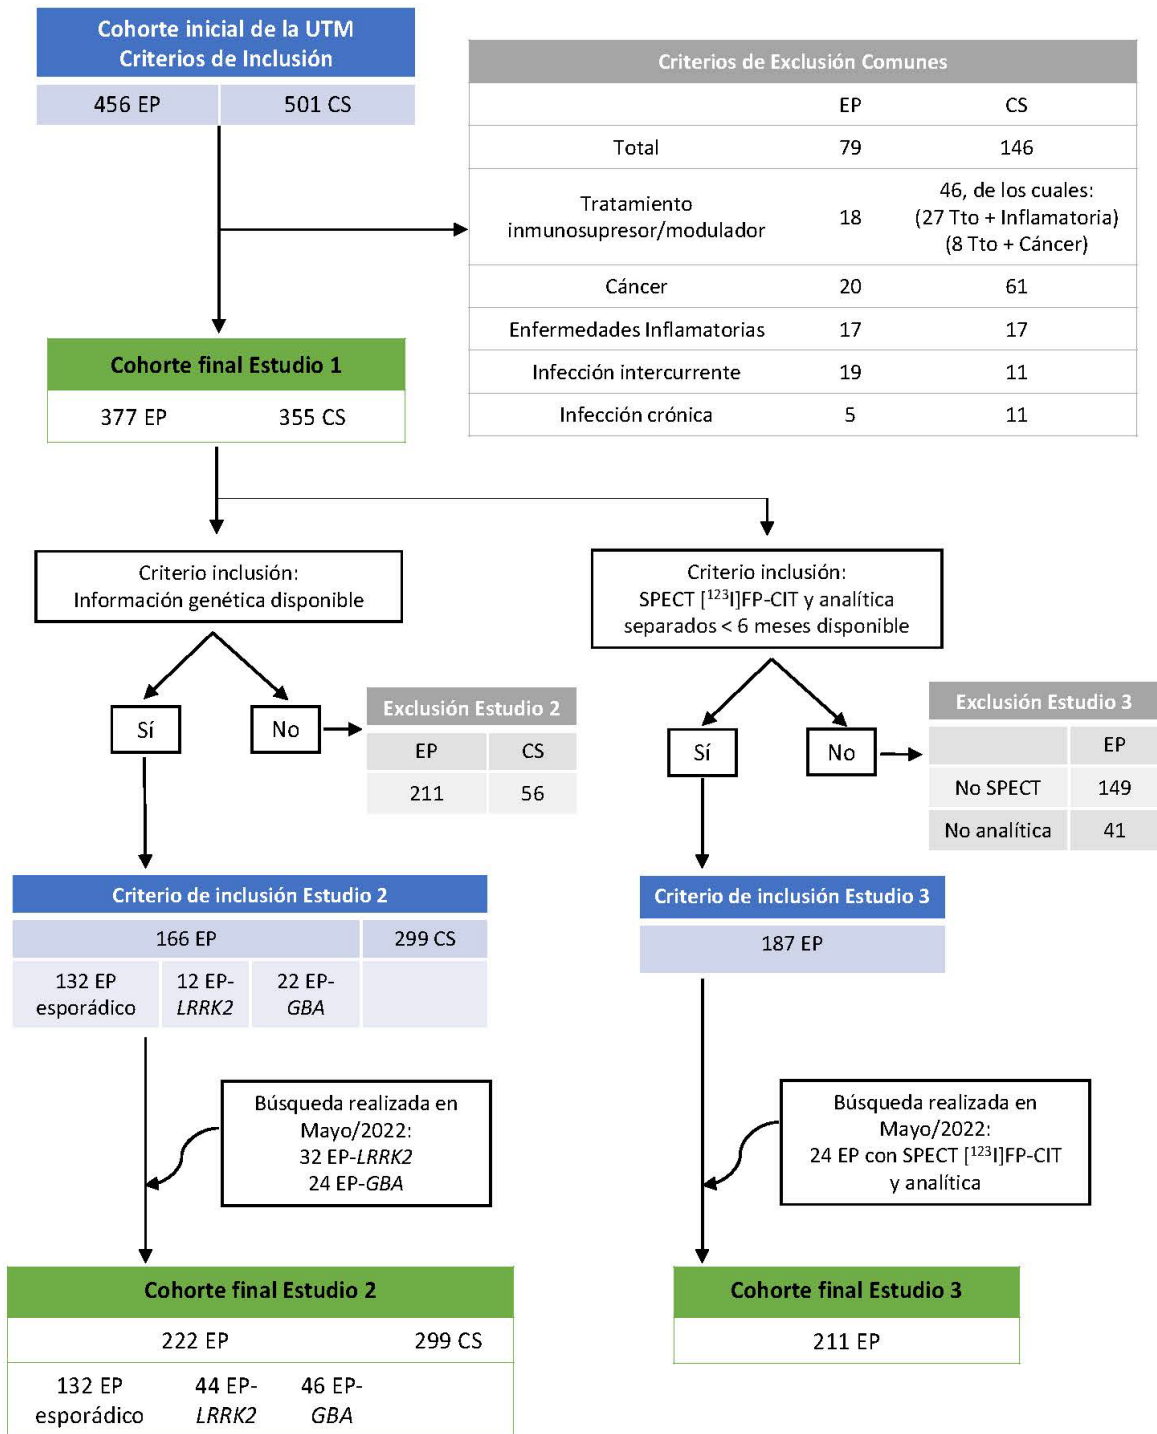 Cohorte inicial de la UTM
Criterios de Inclusión
456 EP 501 CS
Criterios de Exclusión Comunes
EP CS
Total 79 146
Tratamiento
inmunosupresor/modulador 18 46, de los cuales:
(27 Tto + Inflamatoria)
(8 Tto + Cáncer)
Cáncer 20 61
Enfermedades Inflamatorias 17 17
Infección intercurrente 19 11
Infección crónica 5 11
Cohorte final Estudio 1
377 EP 355 CS
Criterio inclusión:
Información genética disponible
Criterio inclusión:
SPECT [¹²³I]FP-CIT y analítica
separados < 6 meses disponible
Sí
No
Exclusión Estudio 2
EP CS
211 56
Sí
No
Exclusión Estudio 3
EP
No SPECT 149
No analítica 41
Criterio de inclusión Estudio 2
166 EP 299 CS
132 EP
esporádico
12 EP-
LRRK2
22 EP-
GBA
Criterio de inclusión Estudio 3
187 EP
Búsqueda realizada en
Mayo/2022:
32 EP-LRRK2
24 EP-GBA
Búsqueda realizada en
Mayo/2022:
24 EP con SPECT [¹²³I]FP-CIT
y analítica
Cohorte final Estudio 2
222 EP 299 CS
132 EP
esporádico
44 EP-
LRRK2
46 EP-
GBA
Cohorte final Estudio 3
211 EP